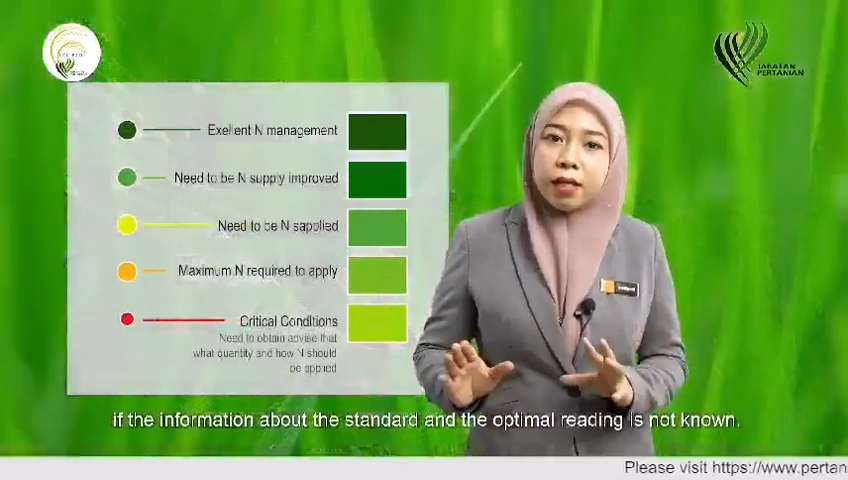 JABATAN
PERTANIAN
Exellent N management
Need to be N supply improved
Need to be N sapplied
Maximum N required to apply
Critical Conditions
Need to obtain advise that
what quantity and how N should
be applied
if the information about the standard and the optimal reading is not known.
Please visit https://www.pertan